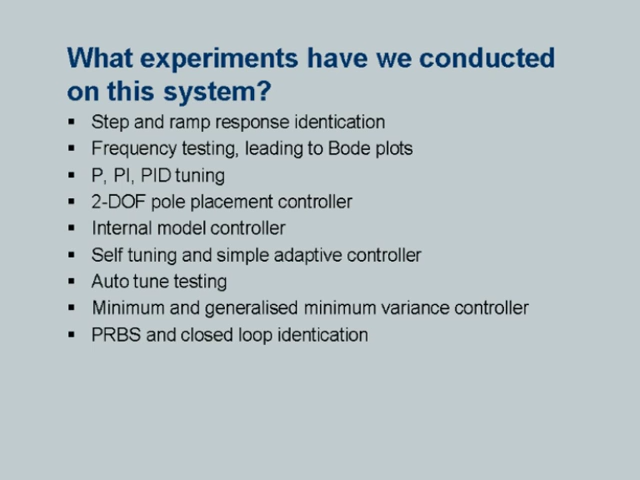 What experiments have we conducted
on this system?
▪ Step and ramp response identication
▪ Frequency testing, leading to Bode plots
▪ P, PI, PID tuning
▪ 2-DOF pole placement controller
▪ Internal model controller
▪ Self tuning and simple adaptive controller
▪ Auto tune testing
▪ Minimum and generalised minimum variance controller
▪ PRBS and closed loop identication